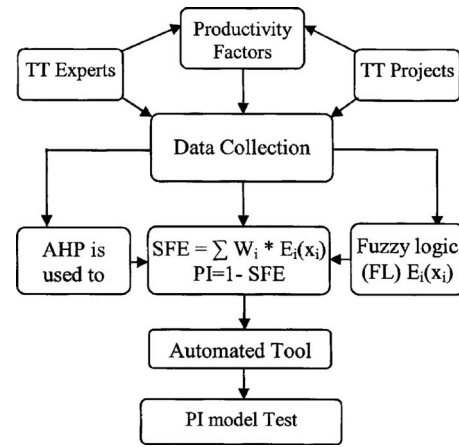 Productivity
Factors
TT Experts
TT Projects
Data Collection
AHP is
used to
SFE = ∑ Wᵢ * Eᵢ(xᵢ)
PI=1- SFE
Fuzzy logic
(FL) Eᵢ(xᵢ)
Automated Tool
PI model Test